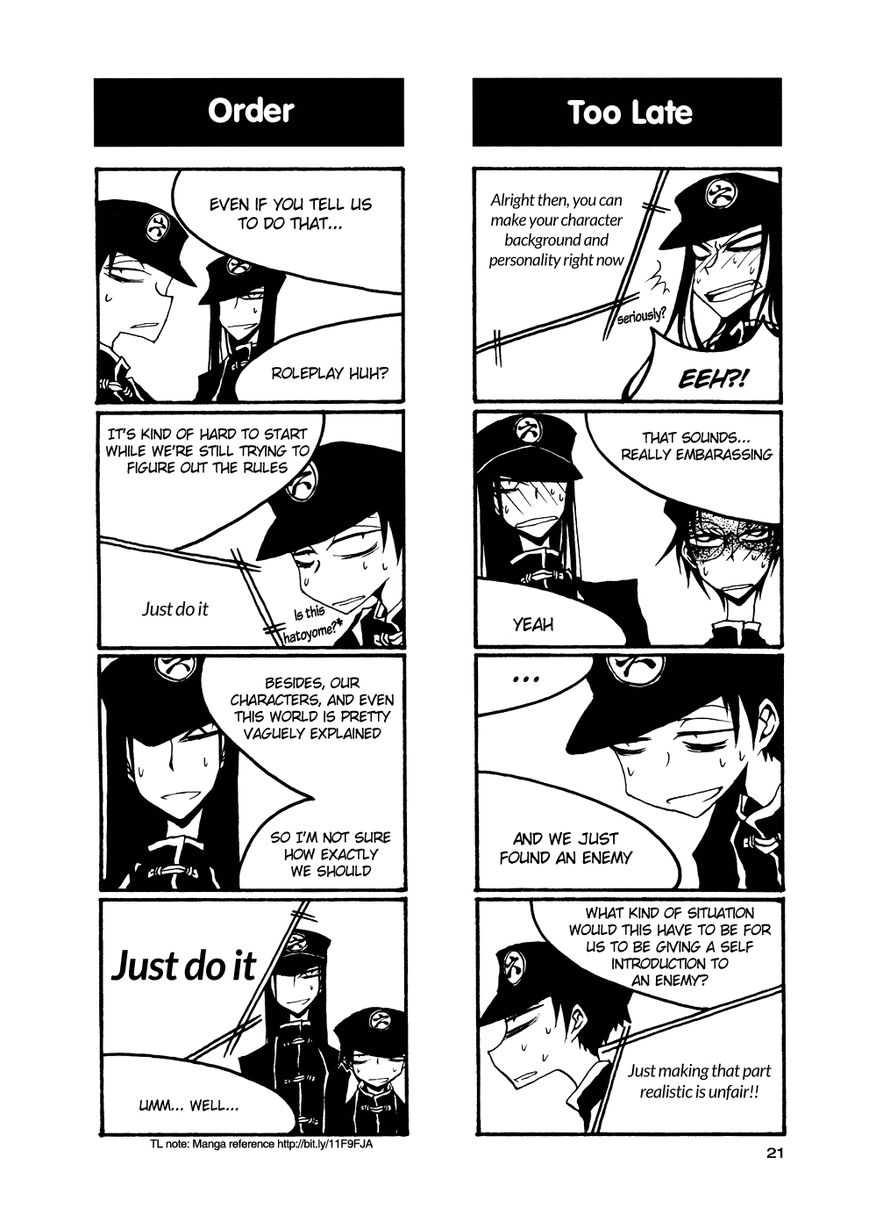 Too Late
Alright then, you can
make your character
background and
personality right now
seriously?
EEH?!
THAT SOUNDS...
REALLY EMBARASSING
YEAH
...
AND WE JUST
FOUND AN ENEMY
WHAT KIND OF SITUATION
WOULD THIS HAVE TO BE FOR
US TO BE GIVING A SELF
INTRODUCTION TO
AN ENEMY?
Just making that part
realistic is unfair!!
Order
EVEN IF YOU TELL US
TO DO THAT...
ROLEPLAY HUH?
IT'S KIND OF HARD TO START
WHILE WE'RE STILL TRYING TO
FIGURE OUT THE RULES
Just do it
Is this
hatoyome?*
BESIDES, OUR
CHARACTERS, AND EVEN
THIS WORLD IS PRETTY
VAGUELY EXPLAINED
SO I'M NOT SURE
HOW EXACTLY
WE SHOULD
Just do it
UMM... WELL...
TL note: Manga reference http://bit.ly/11F9FJA
21